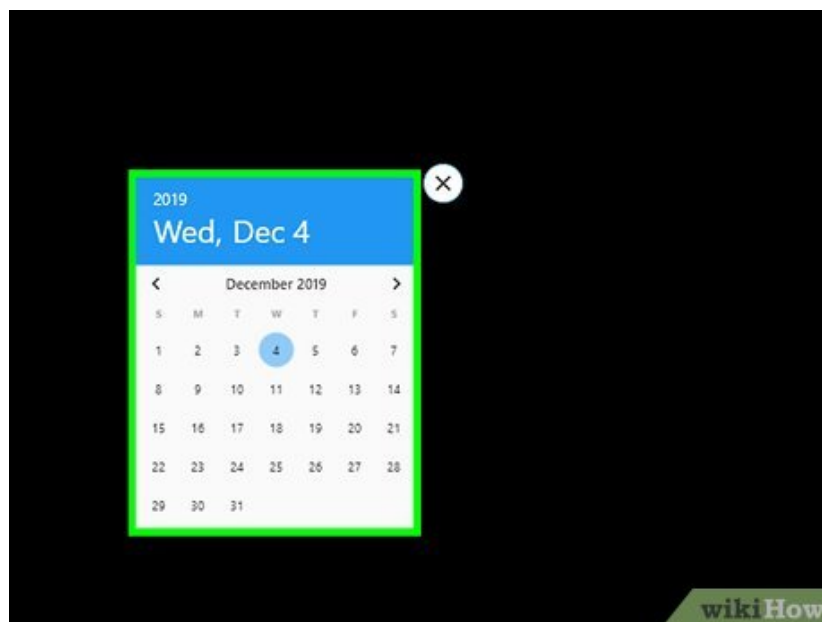 2019
Wed, Dec 4
December 2019
S M T W T F S
1 2 3 4 5 6 7
8 9 10 11 12 13 14
15 16 17 18 19 20 21
22 23 24 25 26 27 28
29 30 31
wikiHow